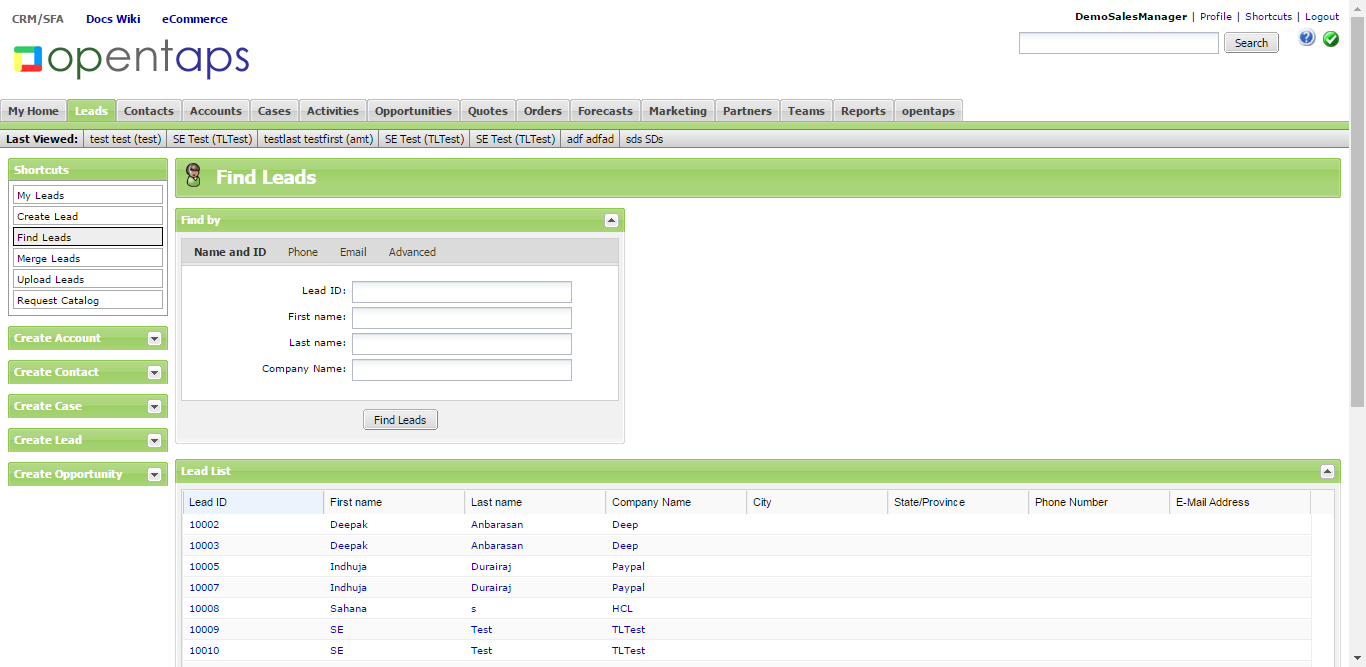 CRM/SFA Docs Wiki eCommerce
DemoSalesManager | Profile | Shortcuts | Logout
opentaps
Search
?
My Home Leads Contacts Accounts Cases Activities Opportunities Quotes Orders Forecasts Marketing Partners Teams Reports opentaps
Last Viewed: test test (test) SE Test (TLTest) testlast testfirst (amt) SE Test (TLTest) SE Test (TLTest) adf adfad sds SDs
Shortcuts
My Leads
Create Lead
Find Leads
Merge Leads
Upload Leads
Request Catalog
Create Account
Create Contact
Create Case
Create Lead
Create Opportunity
Find Leads
Find by
Name and ID Phone Email Advanced
Lead ID:
First name:
Last name:
Company Name:
Find Leads
Lead List
Lead ID First name Last name Company Name City State/Province Phone Number E-Mail Address
10002 Deepak Anbarasan Deep
10003 Deepak Anbarasan Deep
10005 Indhuja Durairaj Paypal
10007 Indhuja Durairaj Paypal
10008 Sahana s HCL
10009 SE Test TLTest
10010 SE Test TLTest